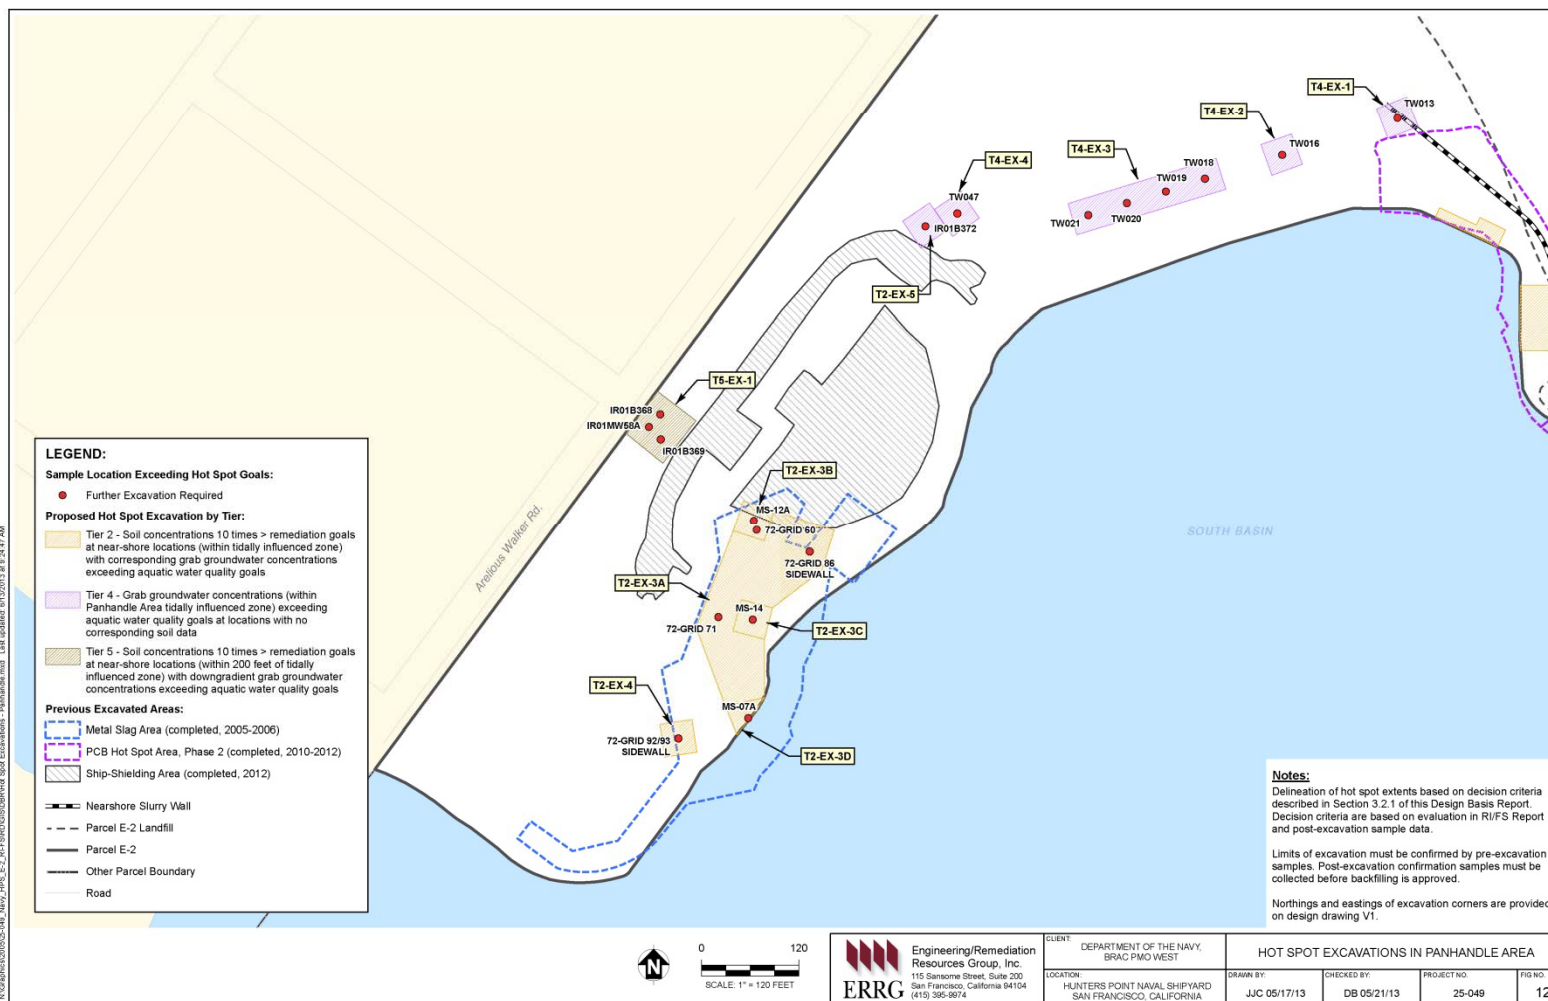 T4-EX-1
TW013
T4-EX-2
TW016
T4-EX-3
TW018
TW019
TW020
TW021
T4-EX-4
TW047
IR01B372
T2-EX-5
T5-EX-1
IR01B368
IR01MW58A
IR01B369
T2-EX-3B
MS-12A
72-GRID 60
72-GRID 86
SIDEWALL
T2-EX-3A
MS-14
72-GRID 71
T2-EX-3C
T2-EX-4
MS-07A
72-GRID 92/93
SIDEWALL
T2-EX-3D
Arelious Walker Rd.
SOUTH BASIN
LEGEND:
Sample Location Exceeding Hot Spot Goals:
Further Excavation Required
Proposed Hot Spot Excavation by Tier:
Tier 2 - Soil concentrations 10 times > remediation goals
at near-shore locations (within tidally influenced zone)
with corresponding grab groundwater concentrations
exceeding aquatic water quality goals
Tier 4 - Grab groundwater concentrations (within
Panhandle Area tidally influenced zone) exceeding
aquatic water quality goals at locations with no
corresponding soil data
Tier 5 - Soil concentrations 10 times > remediation goals
at near-shore locations (within 200 feet of tidally
influenced zone) with downgradient grab groundwater
concentrations exceeding aquatic water quality goals
Previous Excavated Areas:
Metal Slag Area (completed, 2005-2006)
PCB Hot Spot Area, Phase 2 (completed, 2010-2012)
Ship-Shielding Area (completed, 2012)
Nearshore Slurry Wall
Parcel E-2 Landfill
Parcel E-2
Other Parcel Boundary
Road
Notes:
Delineation of hot spot extents based on decision criteria
described in Section 3.2.1 of this Design Basis Report.
Decision criteria are based on evaluation in RI/FS Report
and post-excavation sample data.
Limits of excavation must be confirmed by pre-excavation
samples. Post-excavation confirmation samples must be
collected before backfilling is approved.
Northings and eastings of excavation corners are provided
on design drawing V1.
N
0 120
SCALE: 1" = 120 FEET
ERRG
Engineering/Remediation
Resources Group, Inc.
115 Sansome Street, Suite 200
San Francisco, California 94104
(415) 395-9974
CLIENT:
DEPARTMENT OF THE NAVY,
BRAC PMO WEST
LOCATION:
HUNTERS POINT NAVAL SHIPYARD
SAN FRANCISCO, CALIFORNIA
HOT SPOT EXCAVATIONS IN PANHANDLE AREA
DRAWN BY:
JJC 05/17/13
CHECKED BY:
DB 05/21/13
PROJECT NO.
25-049
FIG NO.
12